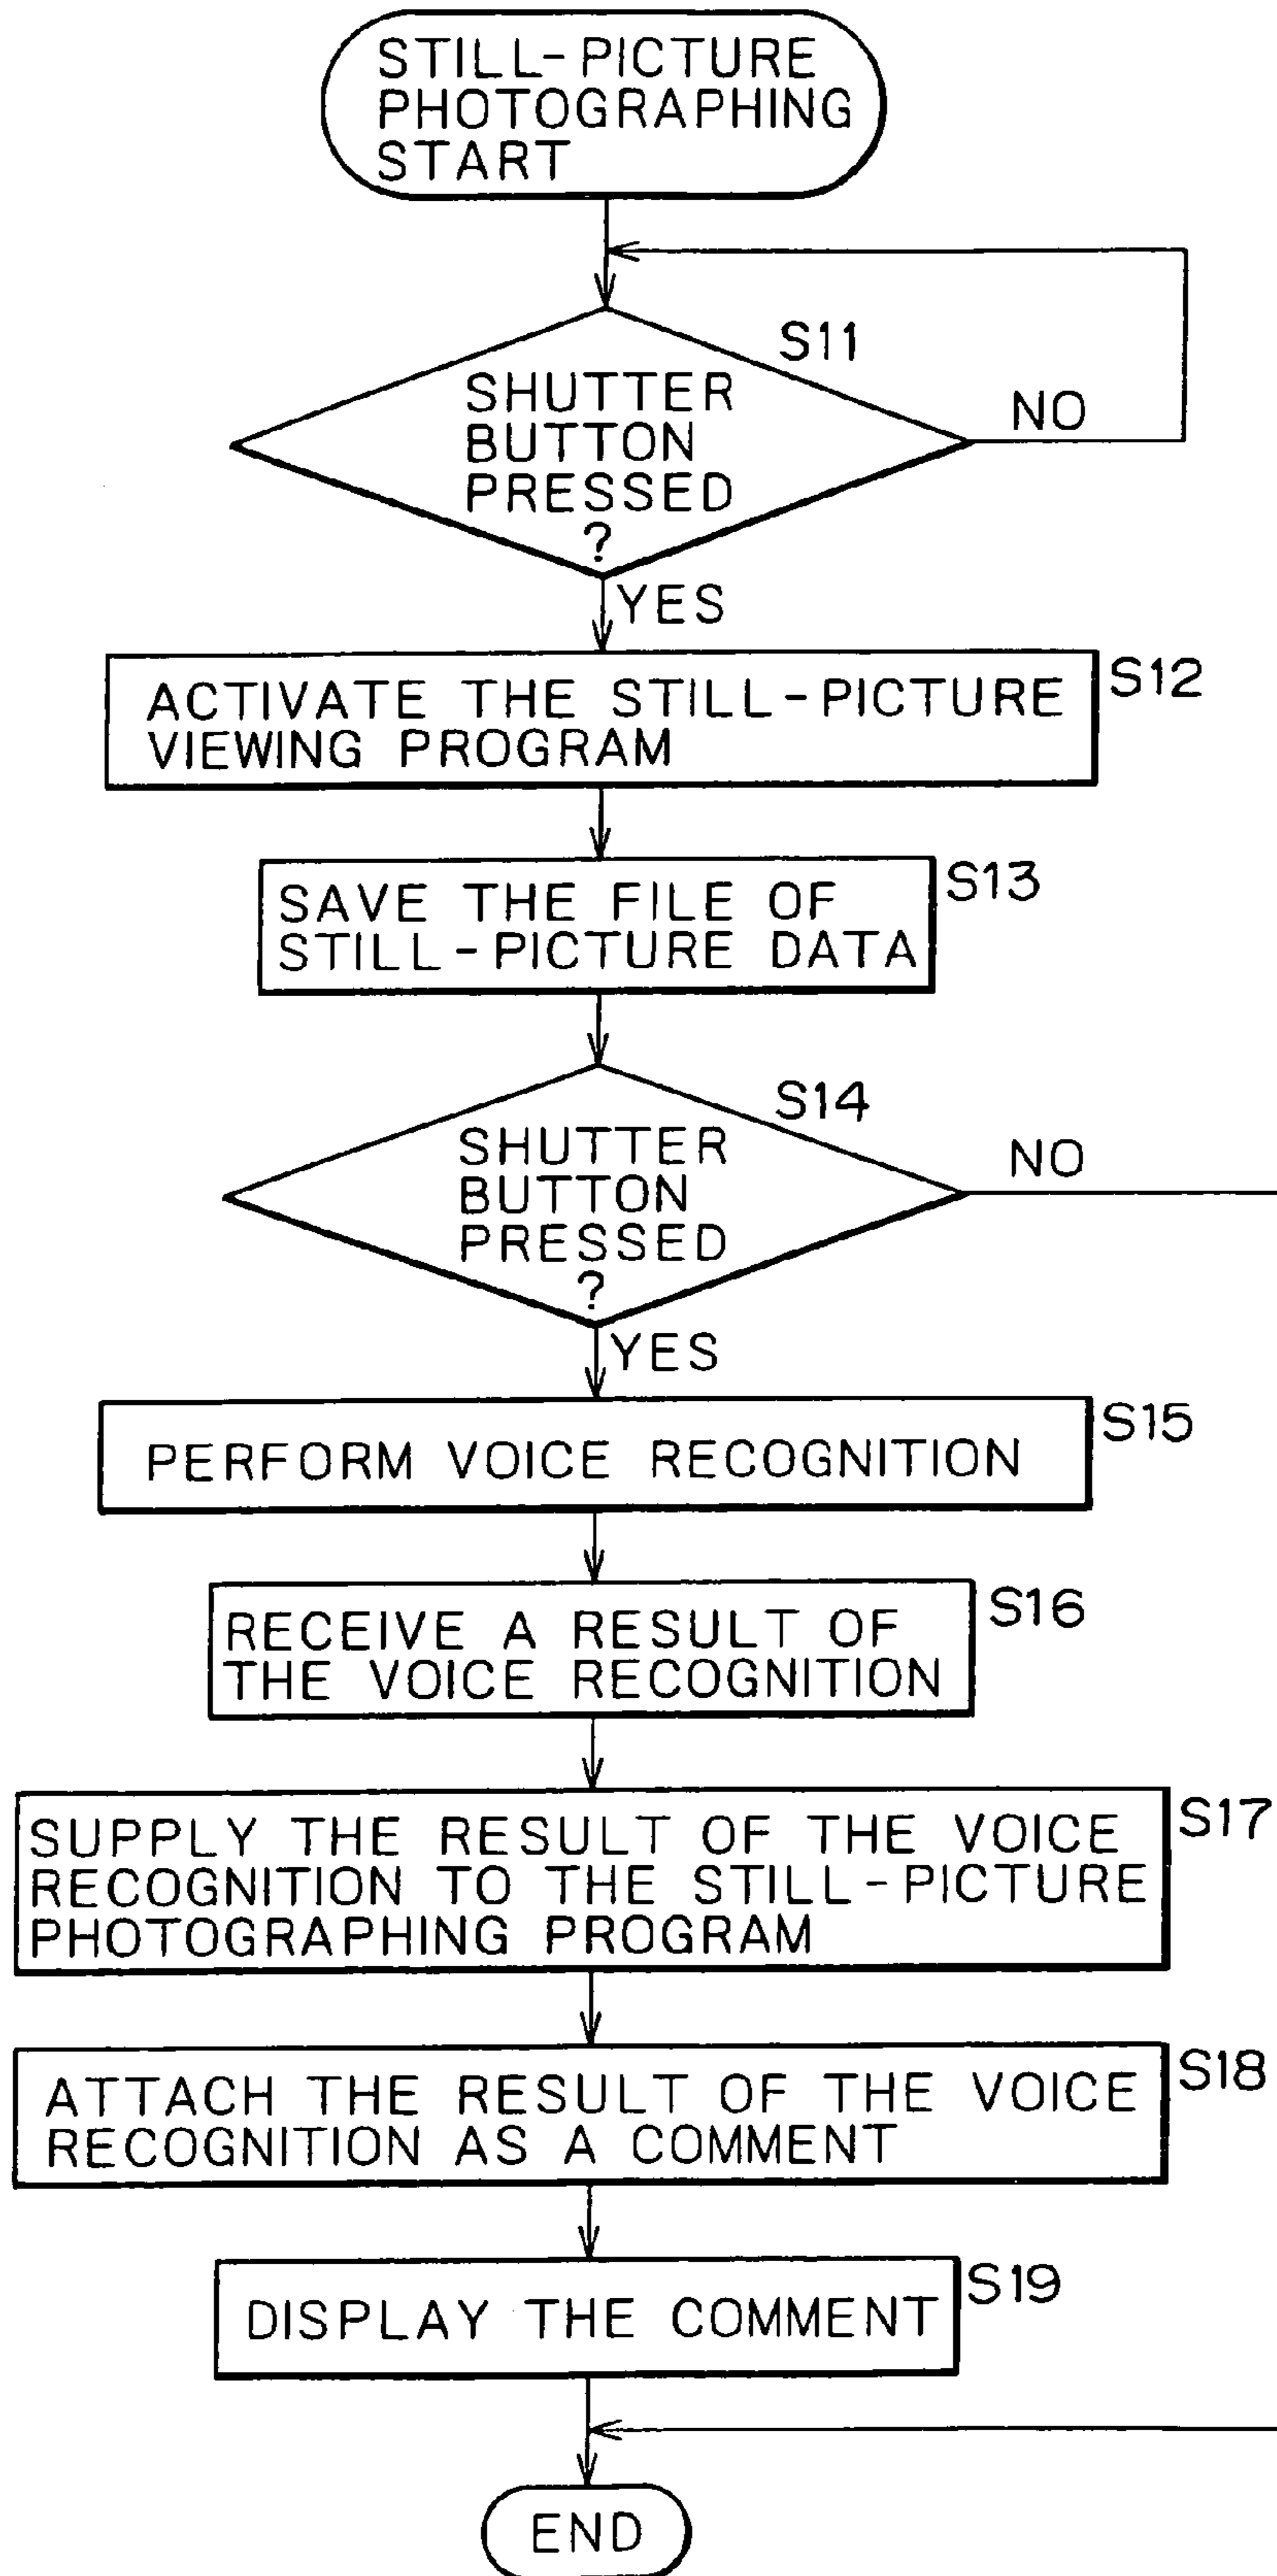 STILL-PICTURE
PHOTOGRAPHING
START
S11
SHUTTER
BUTTON
PRESSED
?
NO
YES
S12
ACTIVATE THE STILL-PICTURE
VIEWING PROGRAM
S13
SAVE THE FILE OF
STILL-PICTURE DATA
S14
SHUTTER
BUTTON
PRESSED
?
NO
YES
S15
PERFORM VOICE RECOGNITION
S16
RECEIVE A RESULT OF
THE VOICE RECOGNITION
S17
SUPPLY THE RESULT OF THE VOICE
RECOGNITION TO THE STILL-PICTURE
PHOTOGRAPHING PROGRAM
S18
ATTACH THE RESULT OF THE VOICE
RECOGNITION AS A COMMENT
S19
DISPLAY THE COMMENT
END